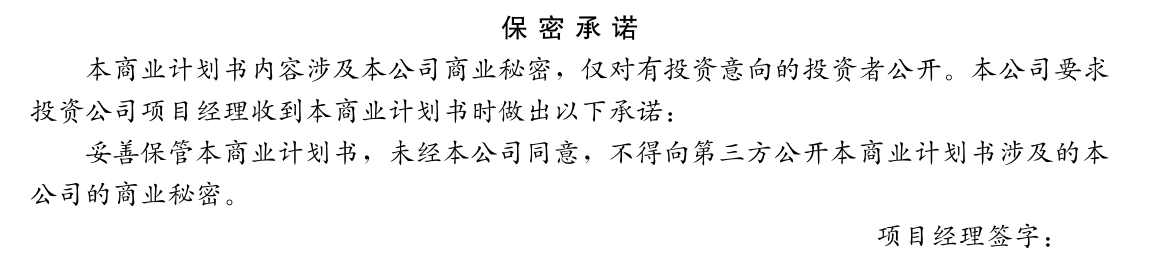 保密承诺
本商业计划书内容涉及本公司商业秘密，仅对有投资意向的投资者公开。本公司要求
投资公司项目经理收到本商业计划书时做出以下承诺：
妥善保管本商业计划书，未经本公司同意，不得向第三方公开本商业计划书涉及的本
公司的商业秘密。
项目经理签字：